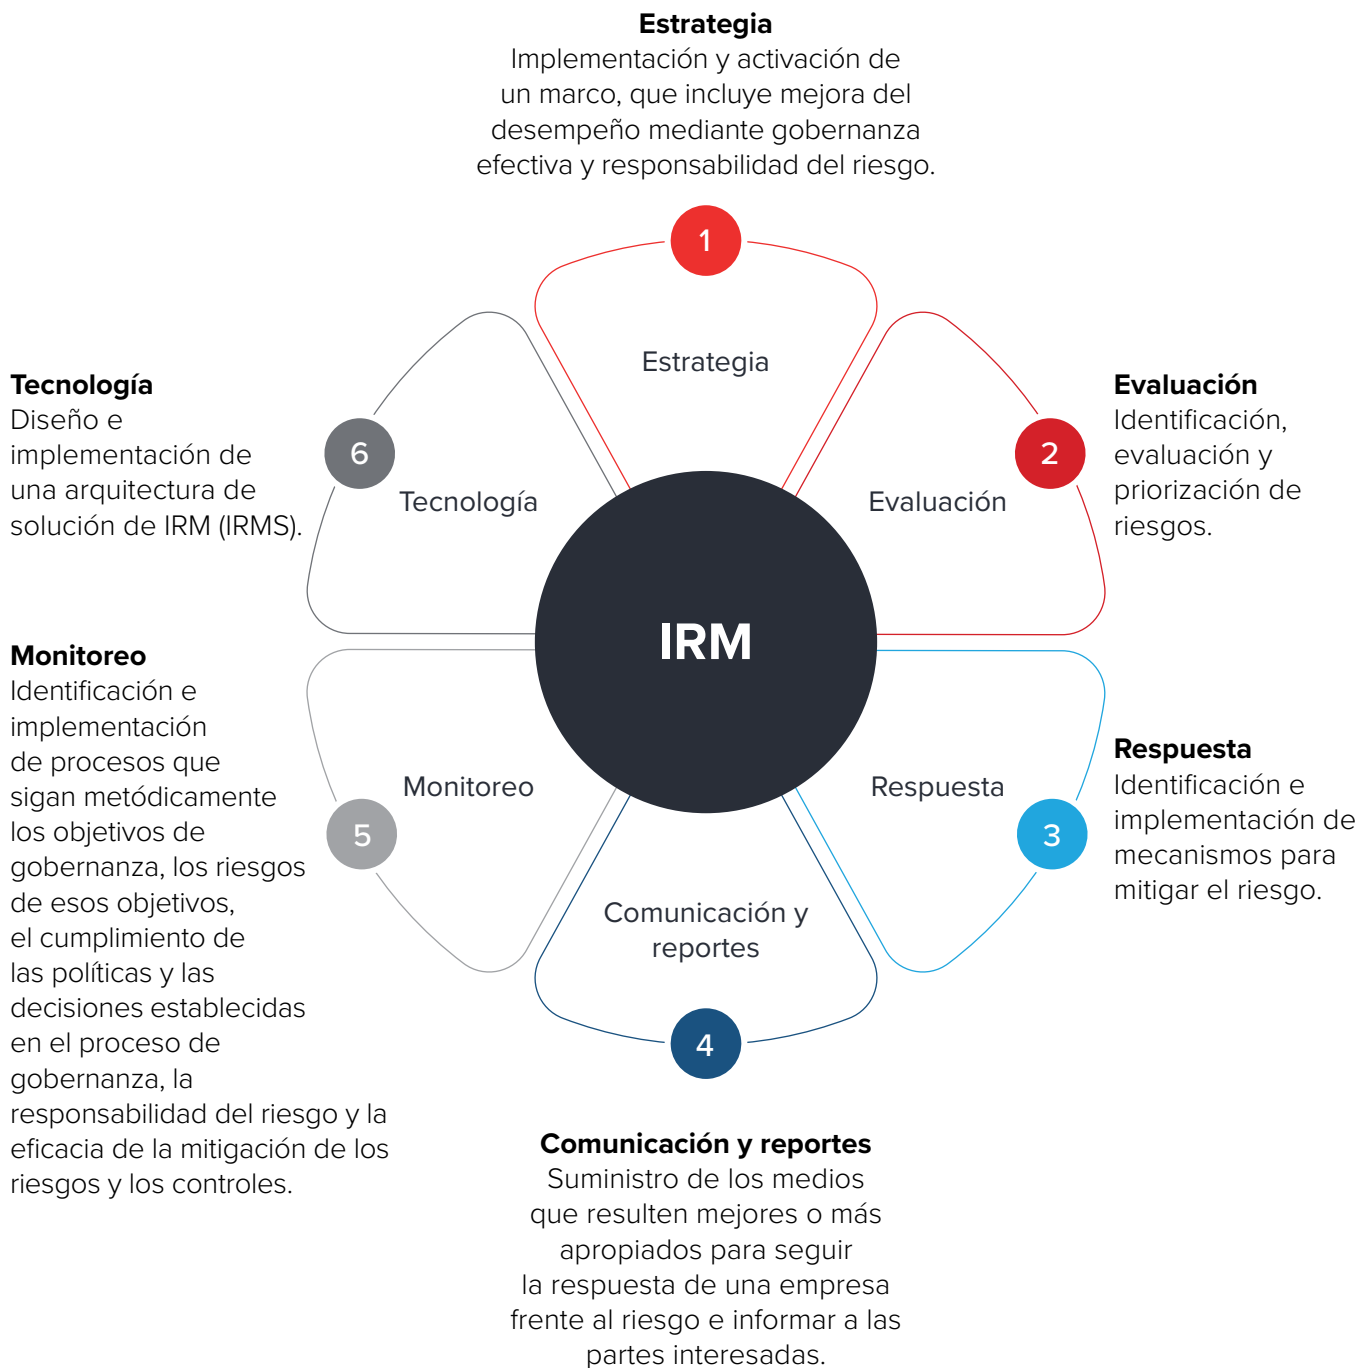 Estrategia
Implementación y activación de
un marco, que incluye mejora del
desempeño mediante gobernanza
efectiva y responsabilidad del riesgo.
1
Estrategia
Tecnología
Diseño e
implementación de
una arquitectura de
solución de IRM (IRMS).
6
Tecnología
2
Evaluación
Evaluación
Identificación,
evaluación y
priorización de
riesgos.
IRM
Monitoreo
Identificación e
implementación
de procesos que
sigan metódicamente
los objetivos de
gobernanza, los riesgos
de esos objetivos,
el cumplimiento de
las políticas y las
decisiones establecidas
en el proceso de
gobernanza, la
responsabilidad del riesgo y la
eficacia de la mitigación de los
riesgos y los controles.
Monitoreo
5
Respuesta
3
Respuesta
Identificación e
implementación de
mecanismos para
mitigar el riesgo.
Comunicación y
reportes
4
Comunicación y reportes
Suministro de los medios
que resulten mejores o más
apropiados para seguir
la respuesta de una empresa
frente al riesgo e informar a las
partes interesadas.